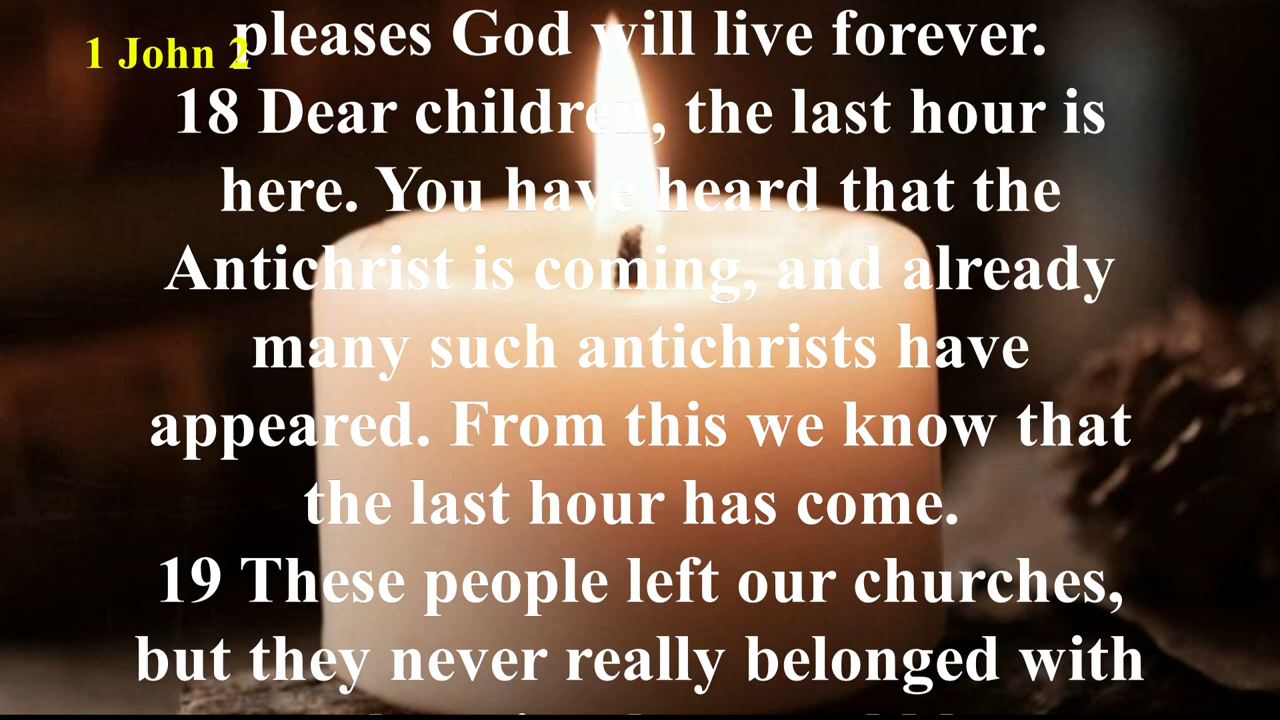 pleases God will live forever.
1 John 2
18 Dear children, the last hour is
here. You have heard that the
Antichrist is coming, and already
many such antichrists have
appeared. From this we know that
the last hour has come.
19 These people left our churches,
but they never really belonged with